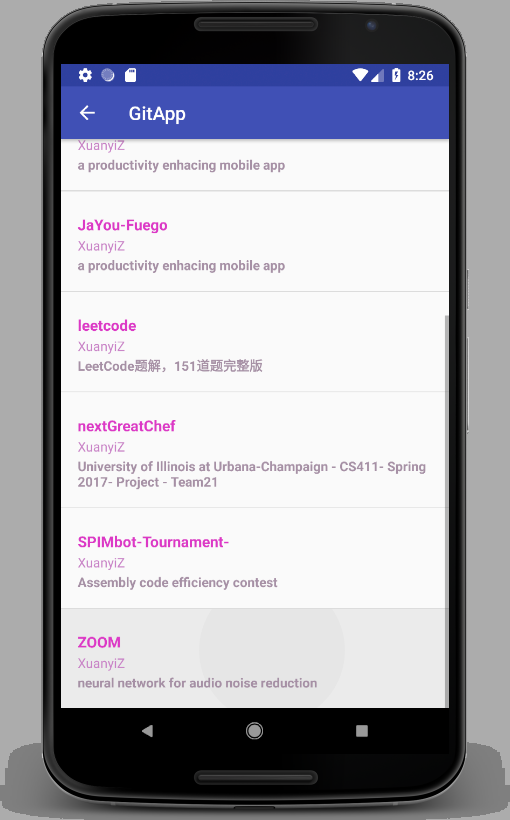 8:26
GitApp
XuanyiZ
a productivity enhacing mobile app
JaYou-Fuego
XuanyiZ
a productivity enhacing mobile app
leetcode
XuanyiZ
LeetCode题解，151道题完整版
nextGreatChef
XuanyiZ
University of Illinois at Urbana-Champaign - CS411- Spring
2017- Project - Team21
SPIMbot-Tournament-
XuanyiZ
Assembly code efficiency contest
ZOOM
XuanyiZ
neural network for audio noise reduction